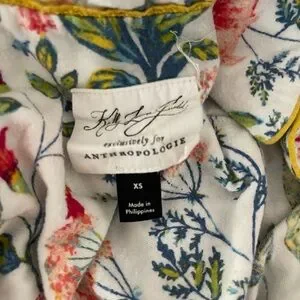 exclusively for
ANTHROPOLOGIE
XS
Made in
Philippines